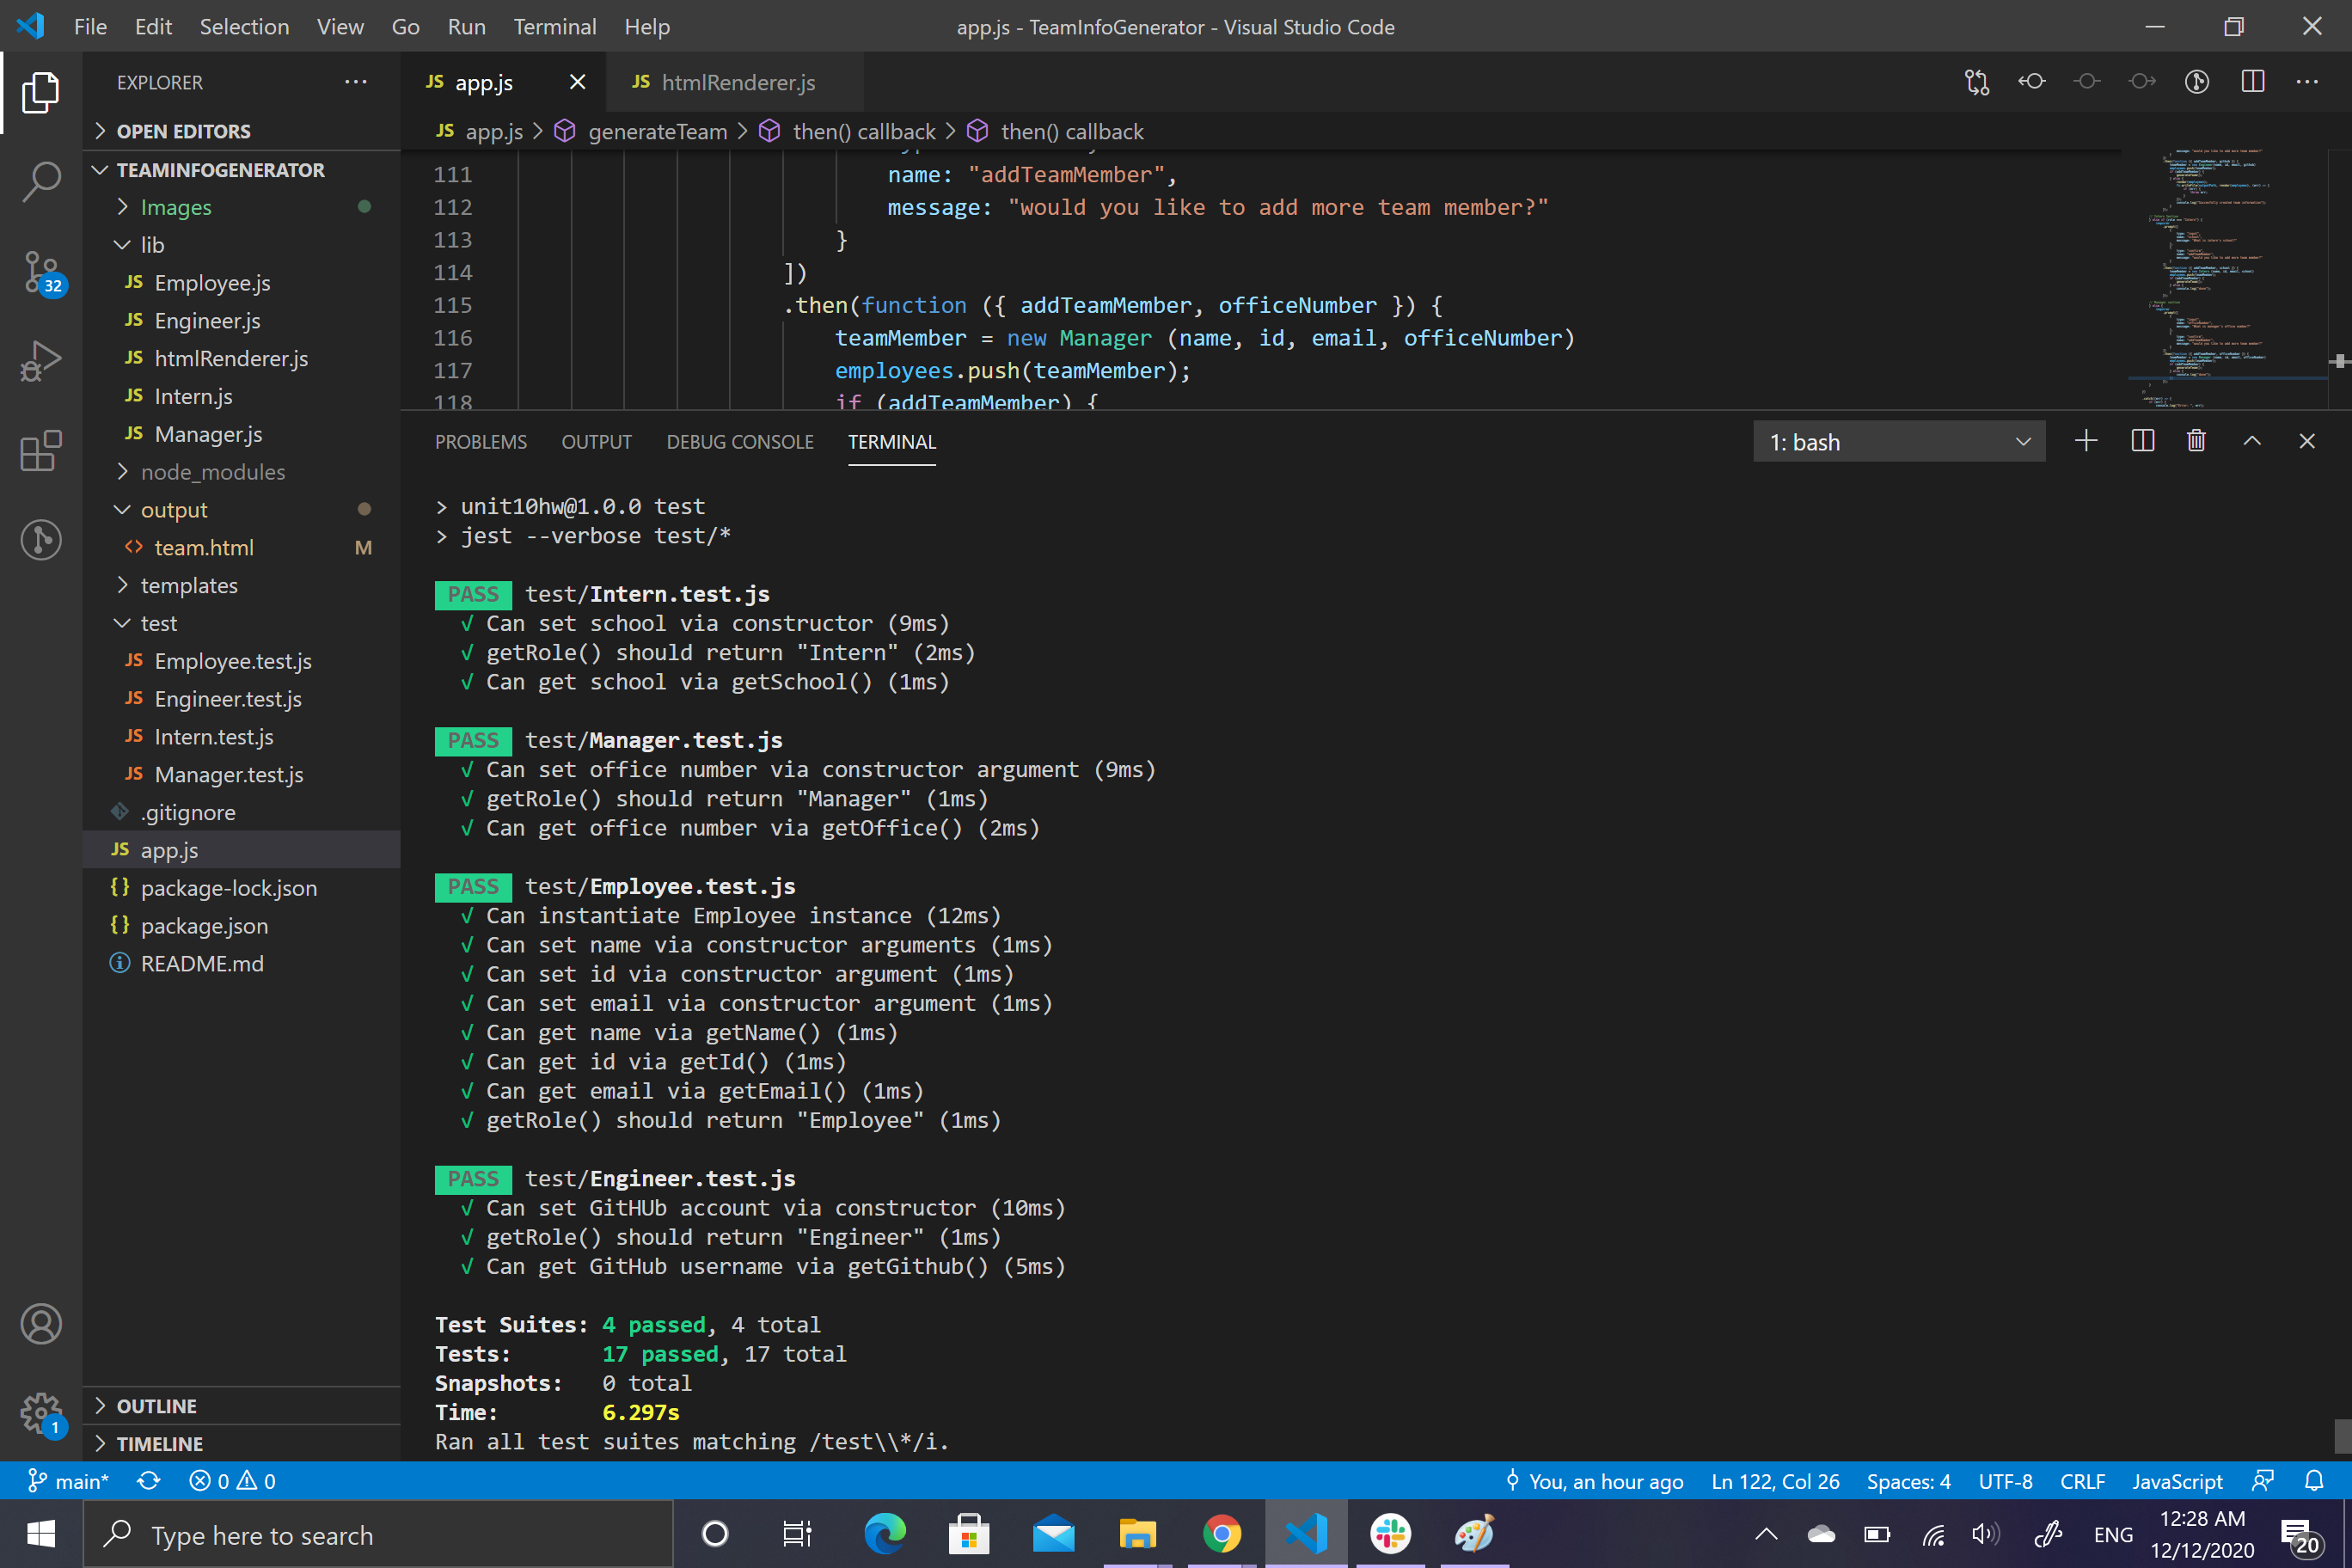 File Edit Selection View Go Run Terminal Help
app.js - TeamInfoGenerator - Visual Studio Code
EXPLORER
OPEN EDITORS
TEAMINFOGENERATOR
Images
lib
JS Employee.js
JS Engineer.js
JS htmlRenderer.js
JS Intern.js
JS Manager.js
node_modules
output
<> team.html M
templates
test
JS Employee.test.js
JS Engineer.test.js
JS Intern.test.js
JS Manager.test.js
.gitignore
JS app.js
{} package-lock.json
{} package.json
README.md
OUTLINE
TIMELINE
32
1
JS app.js
JS htmlRenderer.js
JS app.js > generateTeam > then() callback > then() callback
111 name: "addTeamMember",
112 message: "would you like to add more team member?"
113 }
114 ])
115 .then(function ({ addTeamMember, officeNumber }) {
116 teamMember = new Manager (name, id, email, officeNumber)
117 employees.push(teamMember);
118 if (addTeamMember) {
PROBLEMS OUTPUT DEBUG CONSOLE TERMINAL
1: bash
> unit10hw@1.0.0 test
> jest --verbose test/*
PASS test/Intern.test.js
√ Can set school via constructor (9ms)
√ getRole() should return "Intern" (2ms)
√ Can get school via getSchool() (1ms)
PASS test/Manager.test.js
√ Can set office number via constructor argument (9ms)
√ getRole() should return "Manager" (1ms)
√ Can get office number via getOffice() (2ms)
PASS test/Employee.test.js
√ Can instantiate Employee instance (12ms)
√ Can set name via constructor arguments (1ms)
√ Can set id via constructor argument (1ms)
√ Can set email via constructor argument (1ms)
√ Can get name via getName() (1ms)
√ Can get id via getId() (1ms)
√ Can get email via getEmail() (1ms)
√ getRole() should return "Employee" (1ms)
PASS test/Engineer.test.js
√ Can set GitHUb account via constructor (10ms)
√ getRole() should return "Engineer" (1ms)
√ Can get GitHub username via getGithub() (5ms)
Test Suites: 4 passed, 4 total
Tests: 17 passed, 17 total
Snapshots: 0 total
Time: 6.297s
Ran all test suites matching /test\\*/i.
main* 0 0
You, an hour ago Ln 122, Col 26 Spaces: 4 UTF-8 CRLF JavaScript
Type here to search
ENG
12:28 AM
12/12/2020
20